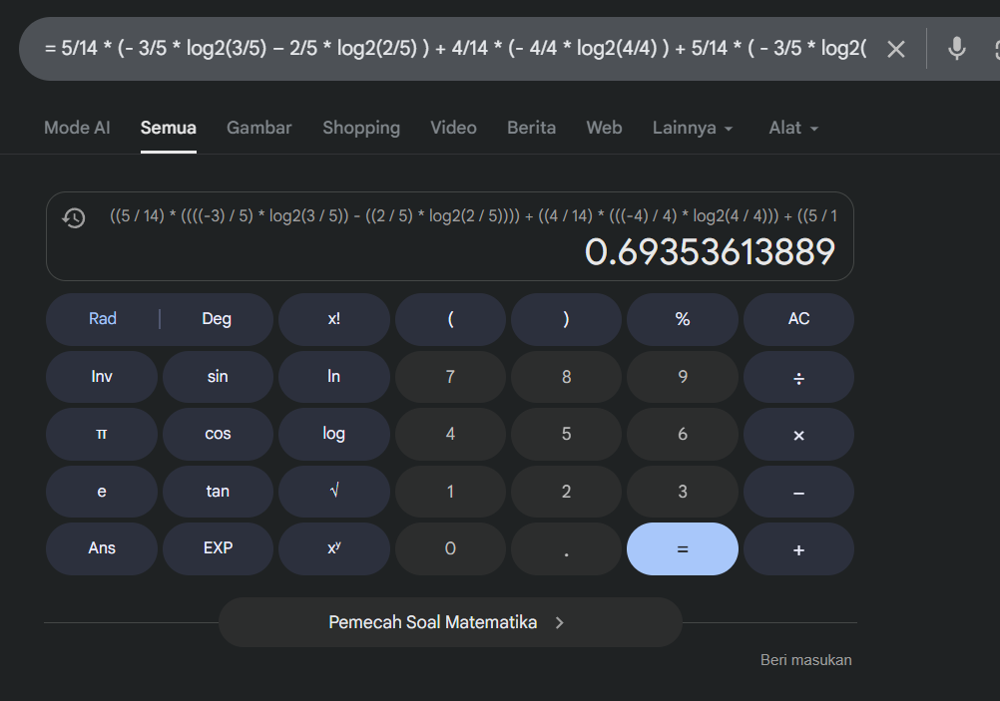 = 5/14 * (- 3/5 * log2(3/5) – 2/5 * log2(2/5) ) + 4/14 * (- 4/4 * log2(4/4) ) + 5/14 * ( - 3/5 * log2(
Mode AI Semua Gambar Shopping Video Berita Web Lainnya Alat
((5 / 14) * ((((-3) / 5) * log2(3 / 5)) - ((2 / 5) * log2(2 / 5)))) + ((4 / 14) * (((-4) / 4) * log2(4 / 4))) + ((5 / 1
0.69353613889
Rad | Deg x! ( ) % AC
Inv sin ln 7 8 9 ÷
π cos log 4 5 6 ×
e tan √ 1 2 3 −
Ans EXP xʸ 0 . = +
Pemecah Soal Matematika
Beri masukan